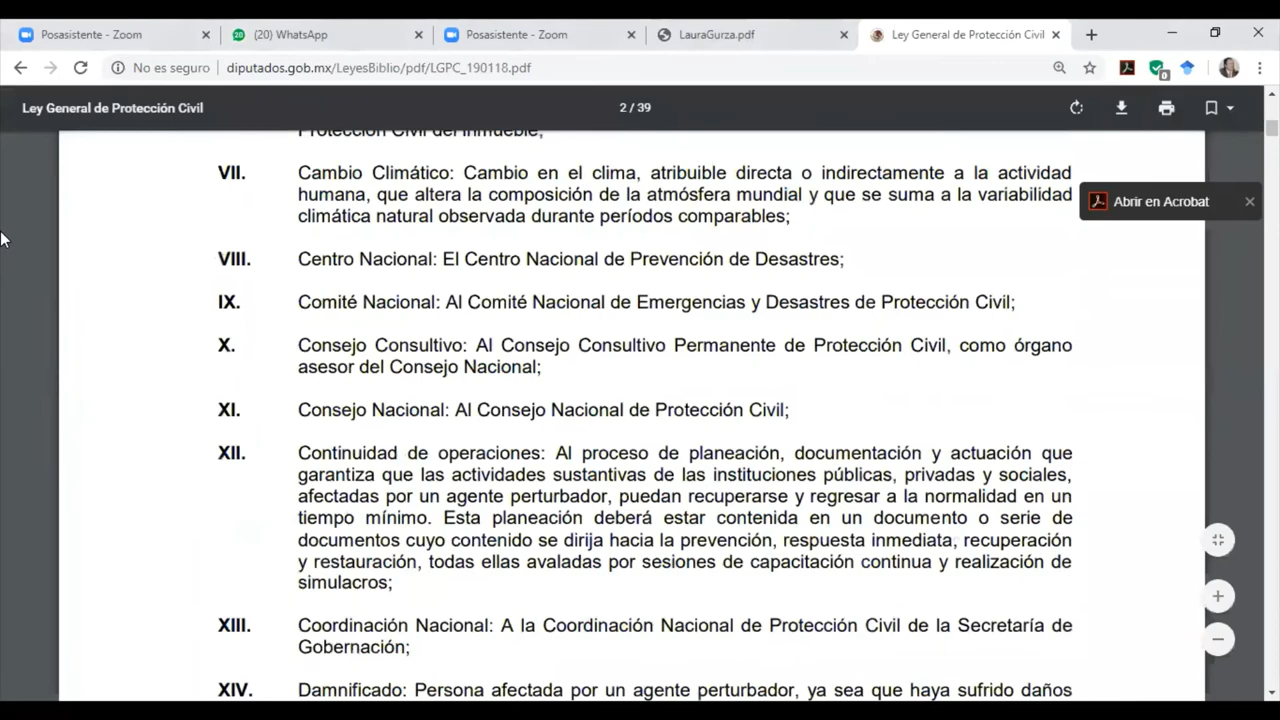 Posasistente - Zoom
(20) WhatsApp
Posasistente - Zoom
LauraGurza.pdf
Ley General de Protección Civil
No es seguro
deputados.gob.mx/LeyesBiblio/pdf/LGPC_190118.pdf
0
Ley General de Protección Civil
2 / 39
Protección Civil del inmueble;
VII. Cambio Climático: Cambio en el clima, atribuible directa o indirectamente a la actividad
humana, que altera la composición de la atmósfera mundial y que se suma a la variabilidad
climática natural observada durante períodos comparables;
Abrir en Acrobat
VIII. Centro Nacional: El Centro Nacional de Prevención de Desastres;
IX. Comité Nacional: Al Comité Nacional de Emergencias y Desastres de Protección Civil;
X. Consejo Consultivo: Al Consejo Consultivo Permanente de Protección Civil, como órgano
asesor del Consejo Nacional;
XI. Consejo Nacional: Al Consejo Nacional de Protección Civil;
XII. Continuidad de operaciones: Al proceso de planeación, documentación y actuación que
garantiza que las actividades sustantivas de las instituciones públicas, privadas y sociales,
afectadas por un agente perturbador, puedan recuperarse y regresar a la normalidad en un
tiempo mínimo. Esta planeación deberá estar contenida en un documento o serie de
documentos cuyo contenido se dirija hacia la prevención, respuesta inmediata, recuperación
y restauración, todas ellas avaladas por sesiones de capacitación continua y realización de
simulacros;
XIII. Coordinación Nacional: A la Coordinación Nacional de Protección Civil de la Secretaría de
Gobernación;
XIV. Damnificado: Persona afectada por un agente perturbador, ya sea que haya sufrido daños